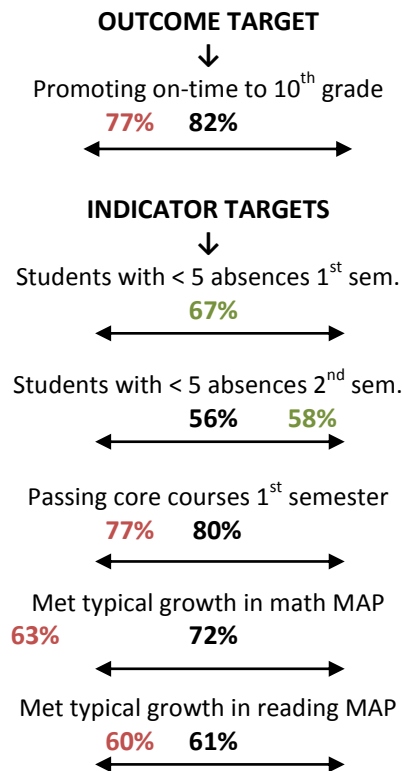 OUTCOME TARGET
↓
Promoting on-time to 10th grade
77% 82%
INDICATOR TARGETS
↓
Students with < 5 absences 1st sem.
67%
Students with < 5 absences 2nd sem.
56% 58%
Passing core courses 1st semester
77% 80%
Met typical growth in math MAP
63% 72%
Met typical growth in reading MAP
60% 61%